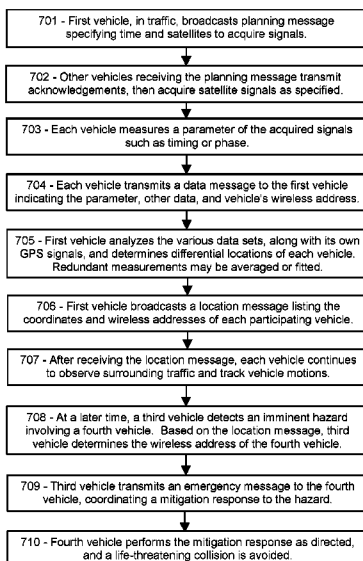 701 - First vehicle, in traffic, broadcasts planning message
specifying time and satellites to acquire signals.
702 - Other vehicles receiving the planning message transmit
acknowledgements, then acquire satellite signals as specified.
703 - Each vehicle measures a parameter of the acquired signals
such as timing or phase.
704 - Each vehicle transmits a data message to the first vehicle
indicating the parameter, other data, and vehicle's wireless address.
705 - First vehicle analyzes the various data sets, along with its own
GPS signals, and determines differential locations of each vehicle.
Redundant measurements may be averaged or fitted.
706 - First vehicle broadcasts a location message listing the
coordinates and wireless addresses of each participating vehicle.
707 - After receiving the location message, each vehicle continues
to observe surrounding traffic and track vehicle motions.
708 - At a later time, a third vehicle detects an imminent hazard
involving a fourth vehicle. Based on the location message, third
vehicle determines the wireless address of the fourth vehicle.
709 - Third vehicle transmits an emergency message to the fourth
vehicle, coordinating a mitigation response to the hazard.
710 - Fourth vehicle performs the mitigation response as directed,
and a life-threatening collision is avoided.